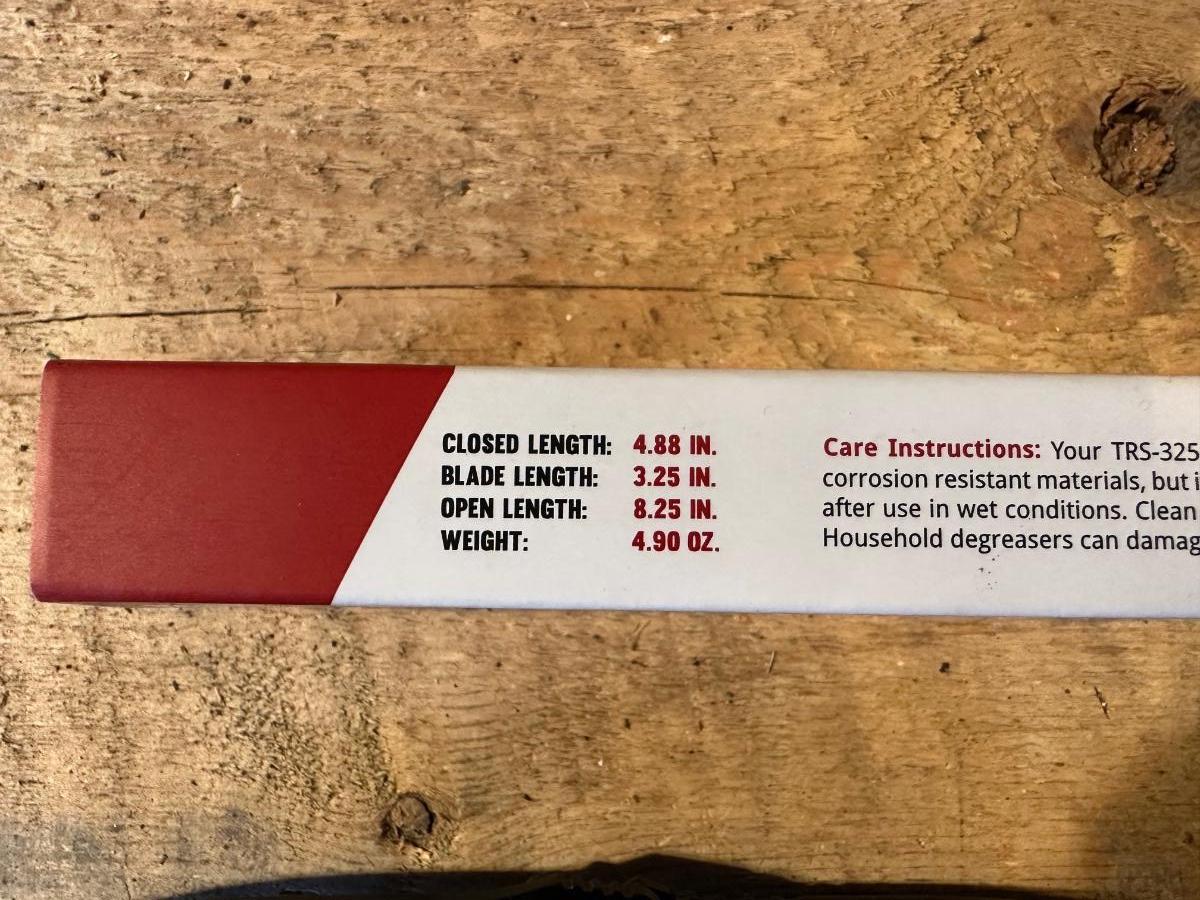 CLOSED LENGTH: 4.88 IN.
BLADE LENGTH: 3.25 IN.
OPEN LENGTH: 8.25 IN.
WEIGHT: 4.90 OZ.
Care Instructions: Your TRS-325
corrosion resistant materials, but
after use in wet conditions. Clean
Household degreasers can